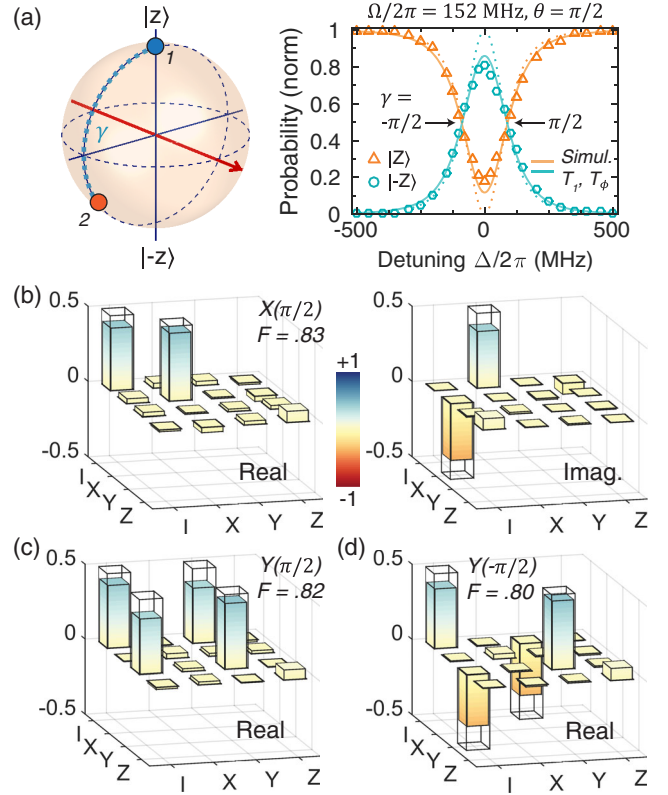 (a)
|z⟩
1
γ
2
|-z⟩
Ω/2π = 152 MHz, θ = π/2
Probability (norm)
1
0.8
0.6
0.4
0.2
0
γ =
-π/2
π/2
|Z⟩
|-Z⟩
Simul.
T1, Tϕ
-500
0
500
Detuning Δ/2π (MHz)
(b)
0.5
0
-0.5
X(π/2)
F = .83
Real
I
X
Y
Z
I
X
Y
Z
+1
-1
0.5
0
-0.5
Imag.
I
X
Y
Z
I
X
Y
Z
(c)
0.5
0
-0.5
Y(π/2)
F = .82
Real
I
X
Y
Z
I
X
Y
Z
(d)
0.5
0
-0.5
Y(-π/2)
F = .80
Real
I
X
Y
Z
I
X
Y
Z